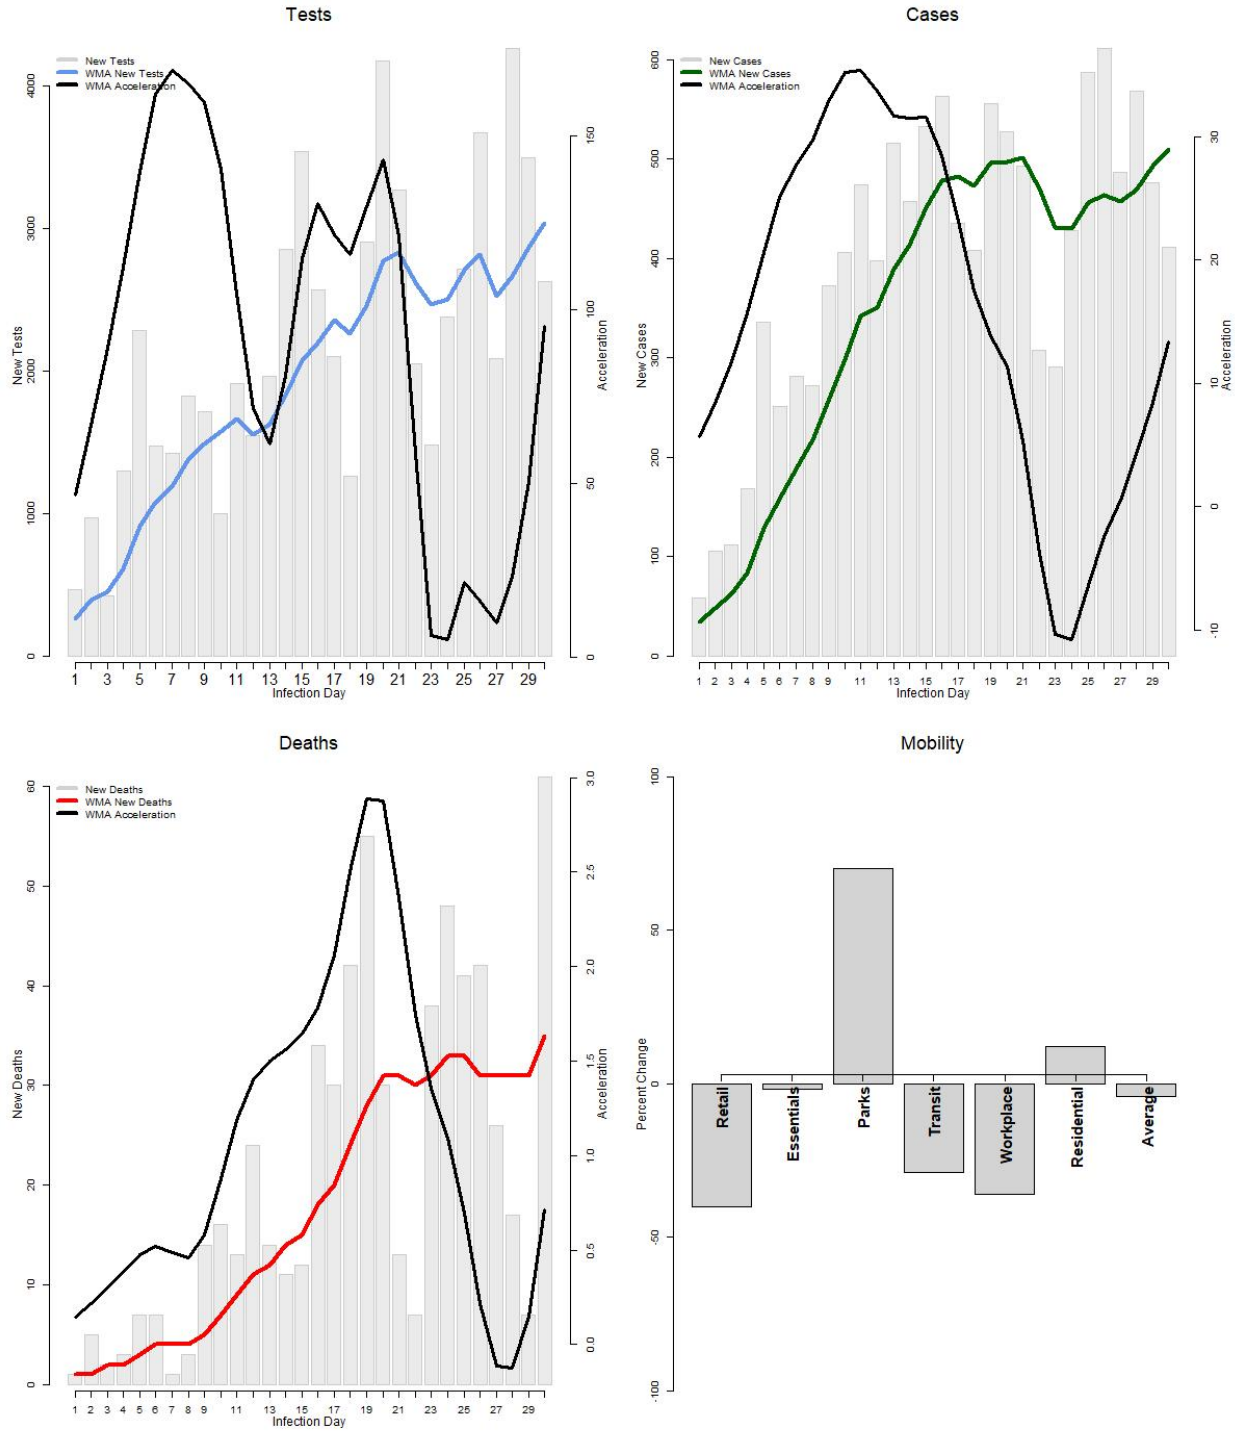 Tests
New Tests
WMA New Tests
WMA Acceleration
4000
3000
2000
1000
0
New Tests
150
100
50
0
Acceleration
1 3 5 7 9 11 13 15 17 19 21 23 25 27 29
Infection Day
Cases
New Cases
WMA New Cases
WMA Acceleration
600
500
400
300
200
100
0
New Cases
30
20
10
0
-10
Acceleration
1 2 3 4 5 6 7 8 9 11 13 15 17 19 21 23 25 27 29
Infection Day
Deaths
New Deaths
WMA New Deaths
WMA Acceleration
60
50
40
30
20
10
0
New Deaths
3.0
2.5
2.0
1.5
1.0
0.5
0.0
Acceleration
1 2 3 4 5 6 7 8 9 11 13 15 17 19 21 23 25 27 29
Infection Day
Mobility
100
50
0
-50
-100
Percent Change
Retail
Essentials
Parks
Transit
Workplace
Residential
Average